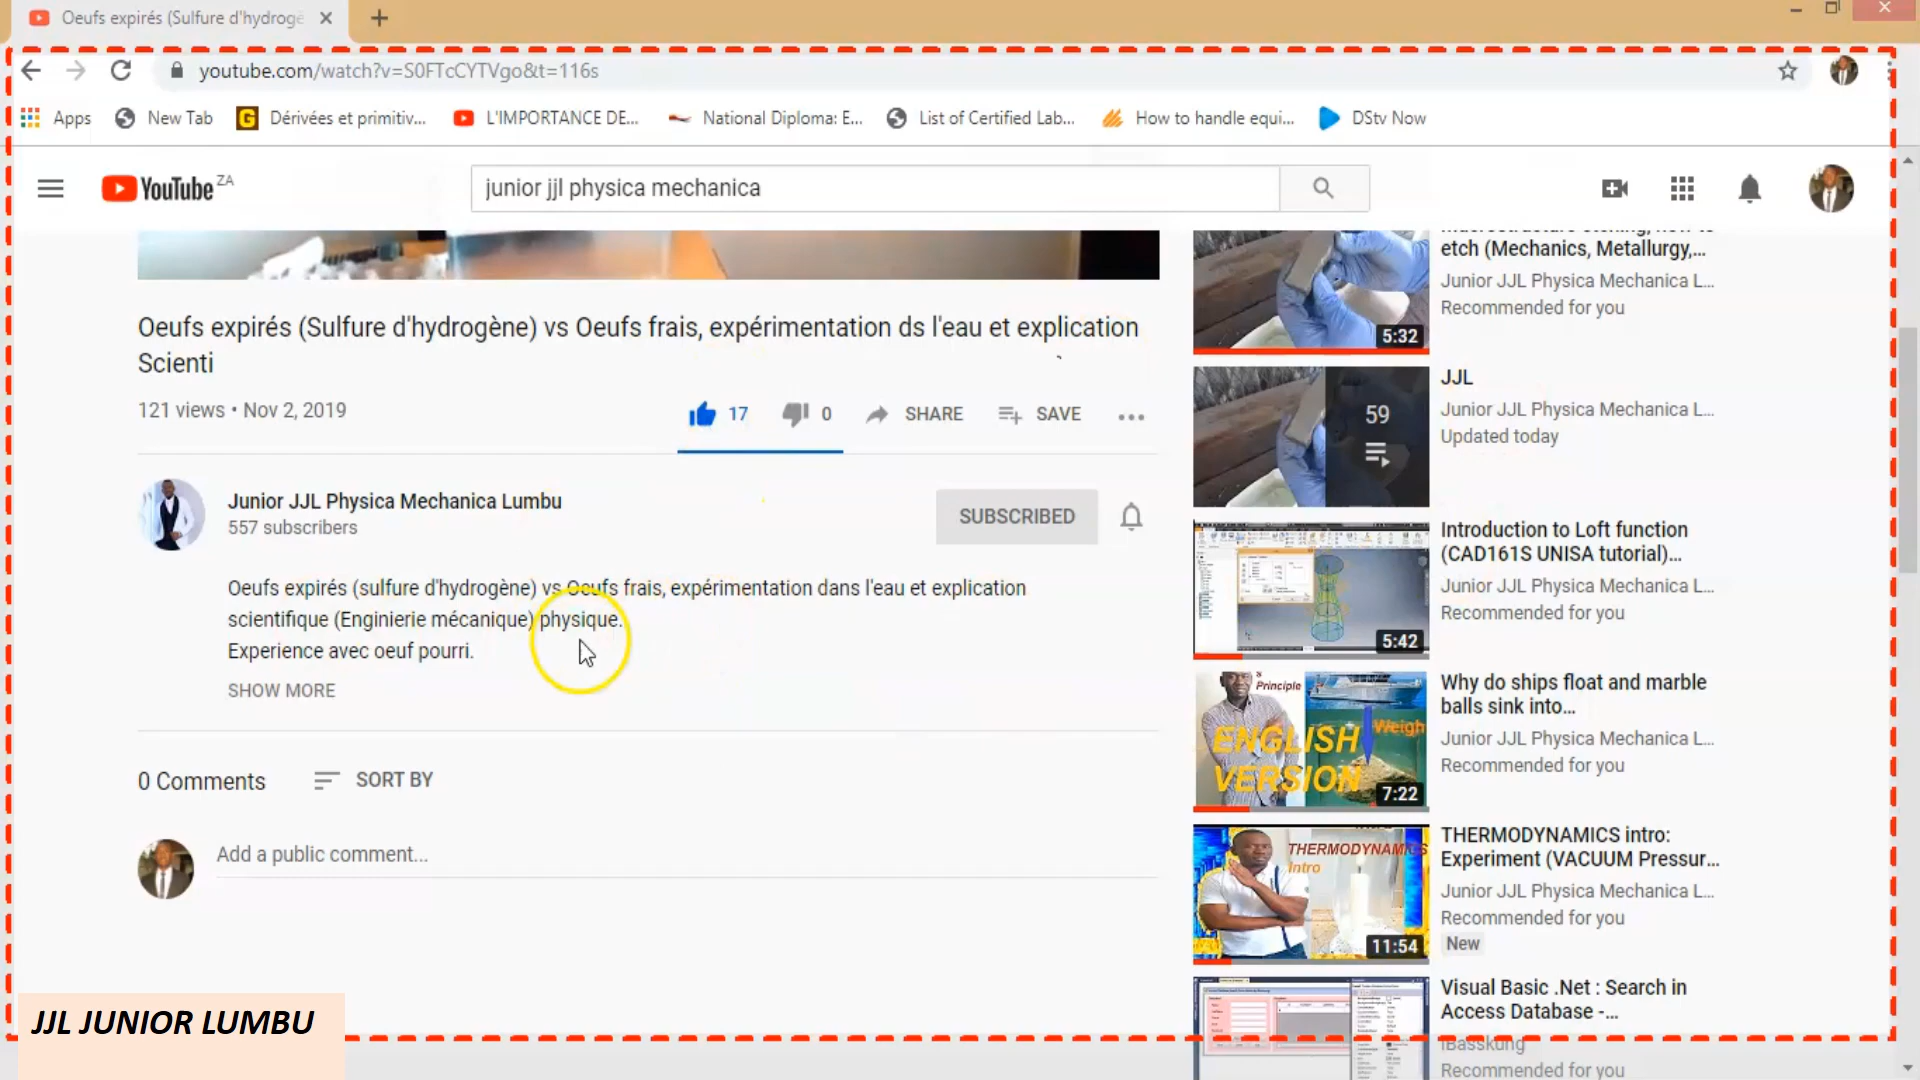 Oeufs expirés (Sulfure d'hydrogè
youtube.com/watch?v=S0FTcCYTVgo&t=116s
Apps
New Tab
Dérivées et primitiv...
L'IMPORTANCE DE...
National Diploma: E...
List of Certified Lab...
How to handle equi...
DStv Now
YouTube ZA
junior jjl physica mechanica
Oeufs expirés (Sulfure d'hydrogène) vs Oeufs frais, expérimentation ds l'eau et explication
Scienti
121 views • Nov 2, 2019
17
0
SHARE
SAVE
Junior JJL Physica Mechanica Lumbu
557 subscribers
SUBSCRIBED
Oeufs expirés (sulfure d'hydrogène) vs Oeufs frais, expérimentation dans l'eau et explication
scientifique (Enginierie mécanique) physique.
Experience avec oeuf pourri.
SHOW MORE
0 Comments
SORT BY
Add a public comment...
JJL JUNIOR LUMBU
etch (Mechanics, Metallurgy,...
Junior JJL Physica Mechanica L...
Recommended for you
5:32
JJL
Junior JJL Physica Mechanica L...
Updated today
59
Introduction to Loft function
(CAD161S UNISA tutorial)...
Junior JJL Physica Mechanica L...
Recommended for you
5:42
Why do ships float and marble
balls sink into...
Junior JJL Physica Mechanica L...
Recommended for you
Principle
Weigh
ENGLISH
VERSION
7:22
THERMODYNAMICS intro:
Experiment (VACUUM Pressur...
Junior JJL Physica Mechanica L...
Recommended for you
New
THERMODYNAMICS
Intro
11:54
Visual Basic .Net : Search in
Access Database -...
iBasskung
Recommended for you